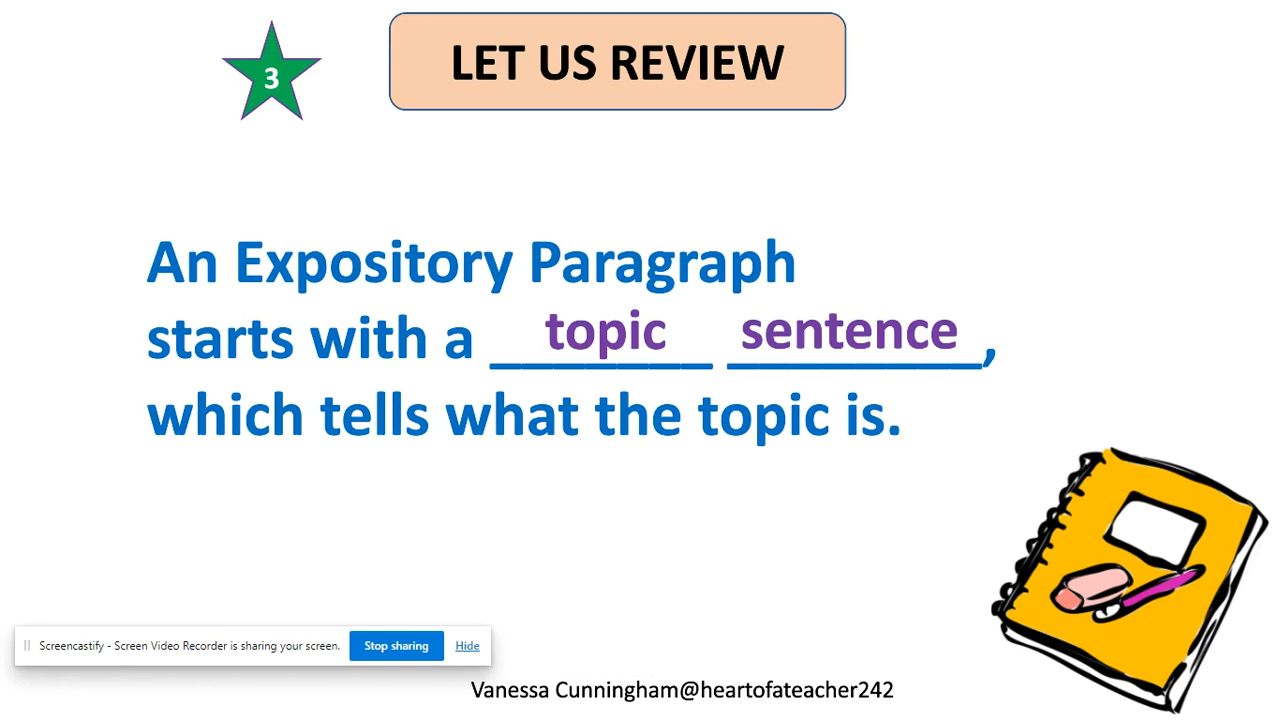 3
LET US REVIEW
An Expository Paragraph
starts with a topic sentence,
which tells what the topic is.
Screencastify - Screen Video Recorder is sharing your screen. Stop sharing Hide
Vanessa Cunningham@heartofateacher242